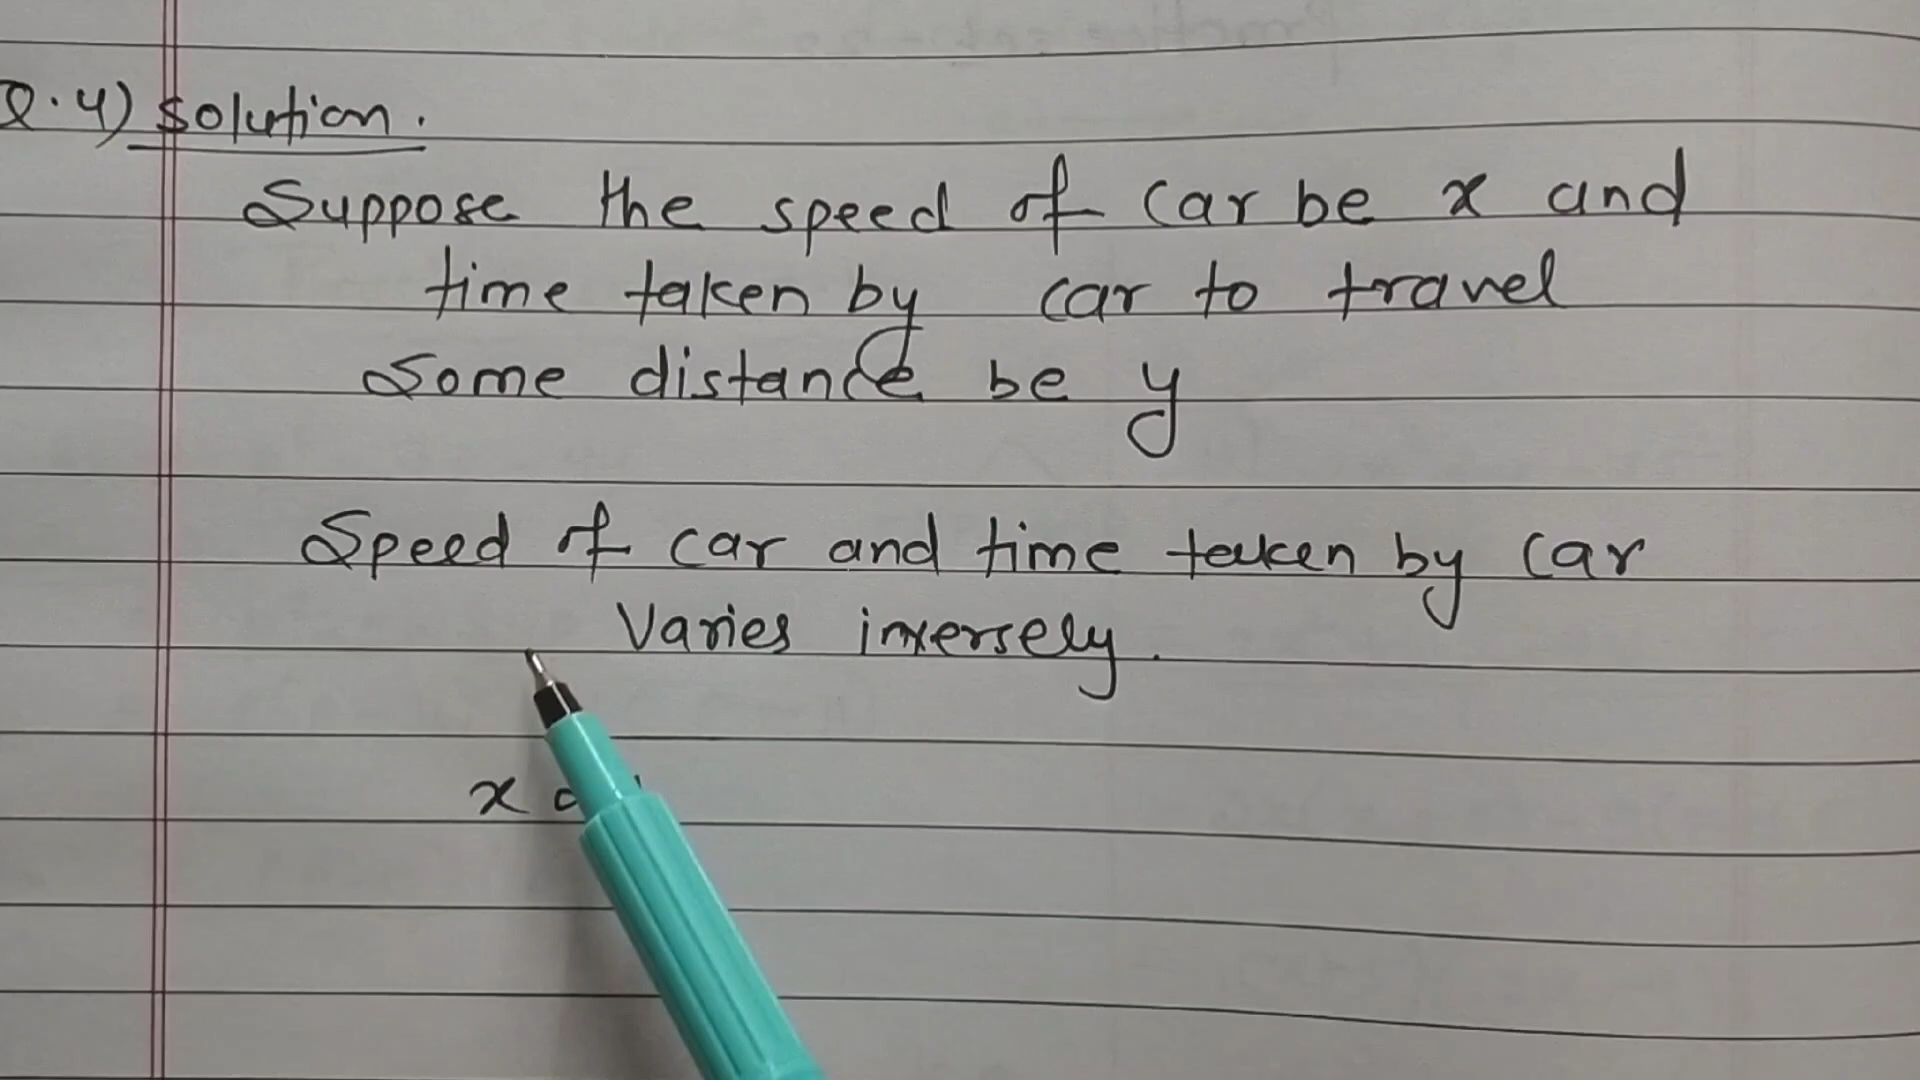 Q.4) Solution.
Suppose the speed of car be x and
time taken by car to travel
Some distance be y
Speed of car and time taken by car
Varies inversely.
x